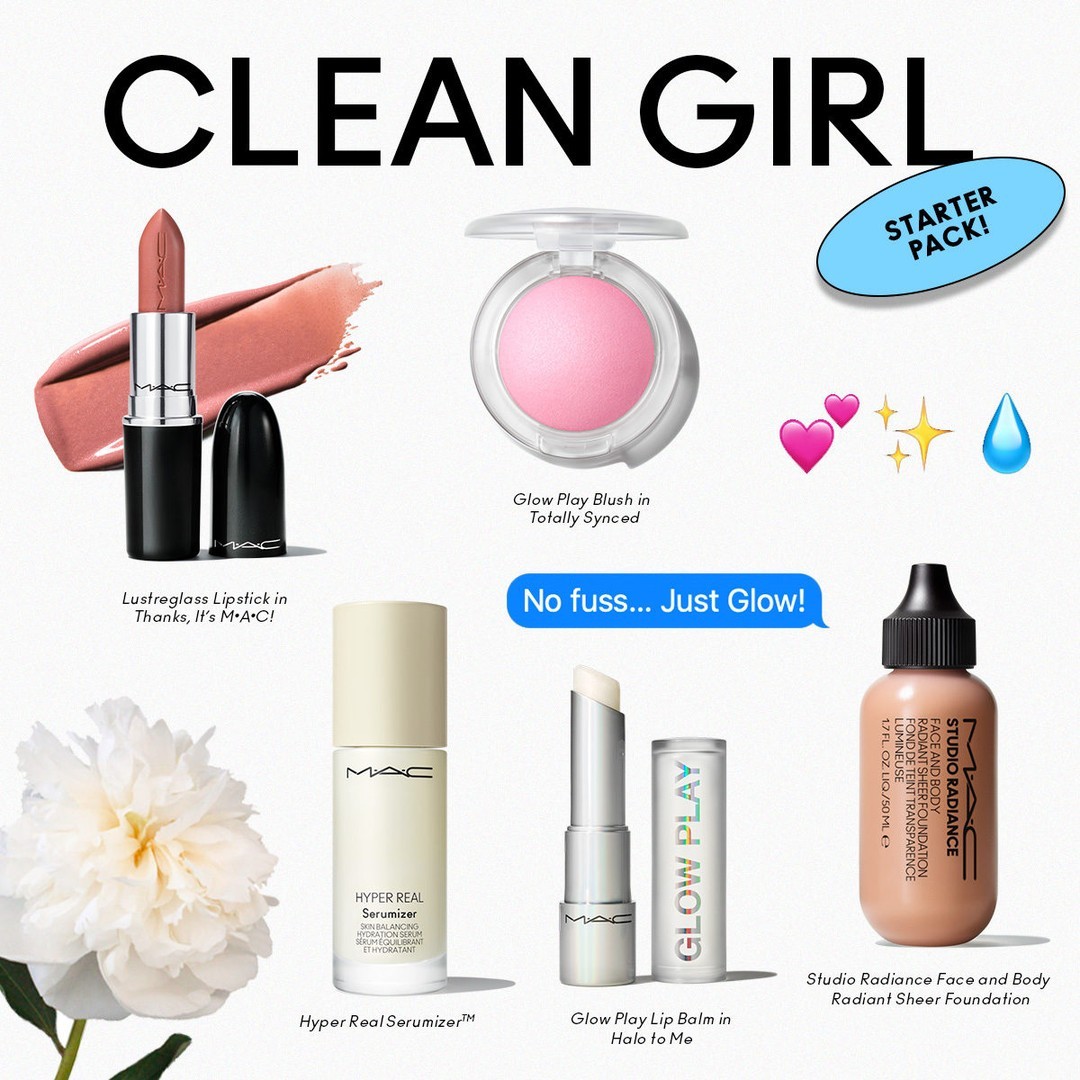 CLEAN GIRL
STARTER
PACK!
M·A·C
M·A·C
M·A·C
Lustreglass Lipstick in
Thanks, It's M•A•C!
Glow Play Blush in
Totally Synced
No fuss... Just Glow!
M·A·C
HYPER REAL
Serumizer
SKIN BALANCING
HYDRATION SERUM
SÉRUM ÉQUILIBRANT
ET HYDRATANT
Hyper Real Serumizer™
M·A·C
GLOW PLAY
Glow Play Lip Balm in
Halo to Me
M·A·C
STUDIO RADIANCE
FACE AND BODY
RADIANT SHEER FOUNDATION
FOND DE TEINT TRANSPARENCE
LUMINEUSE
1.7 FL. OZ. LIQ./50 ML ℮
Studio Radiance Face and Body
Radiant Sheer Foundation